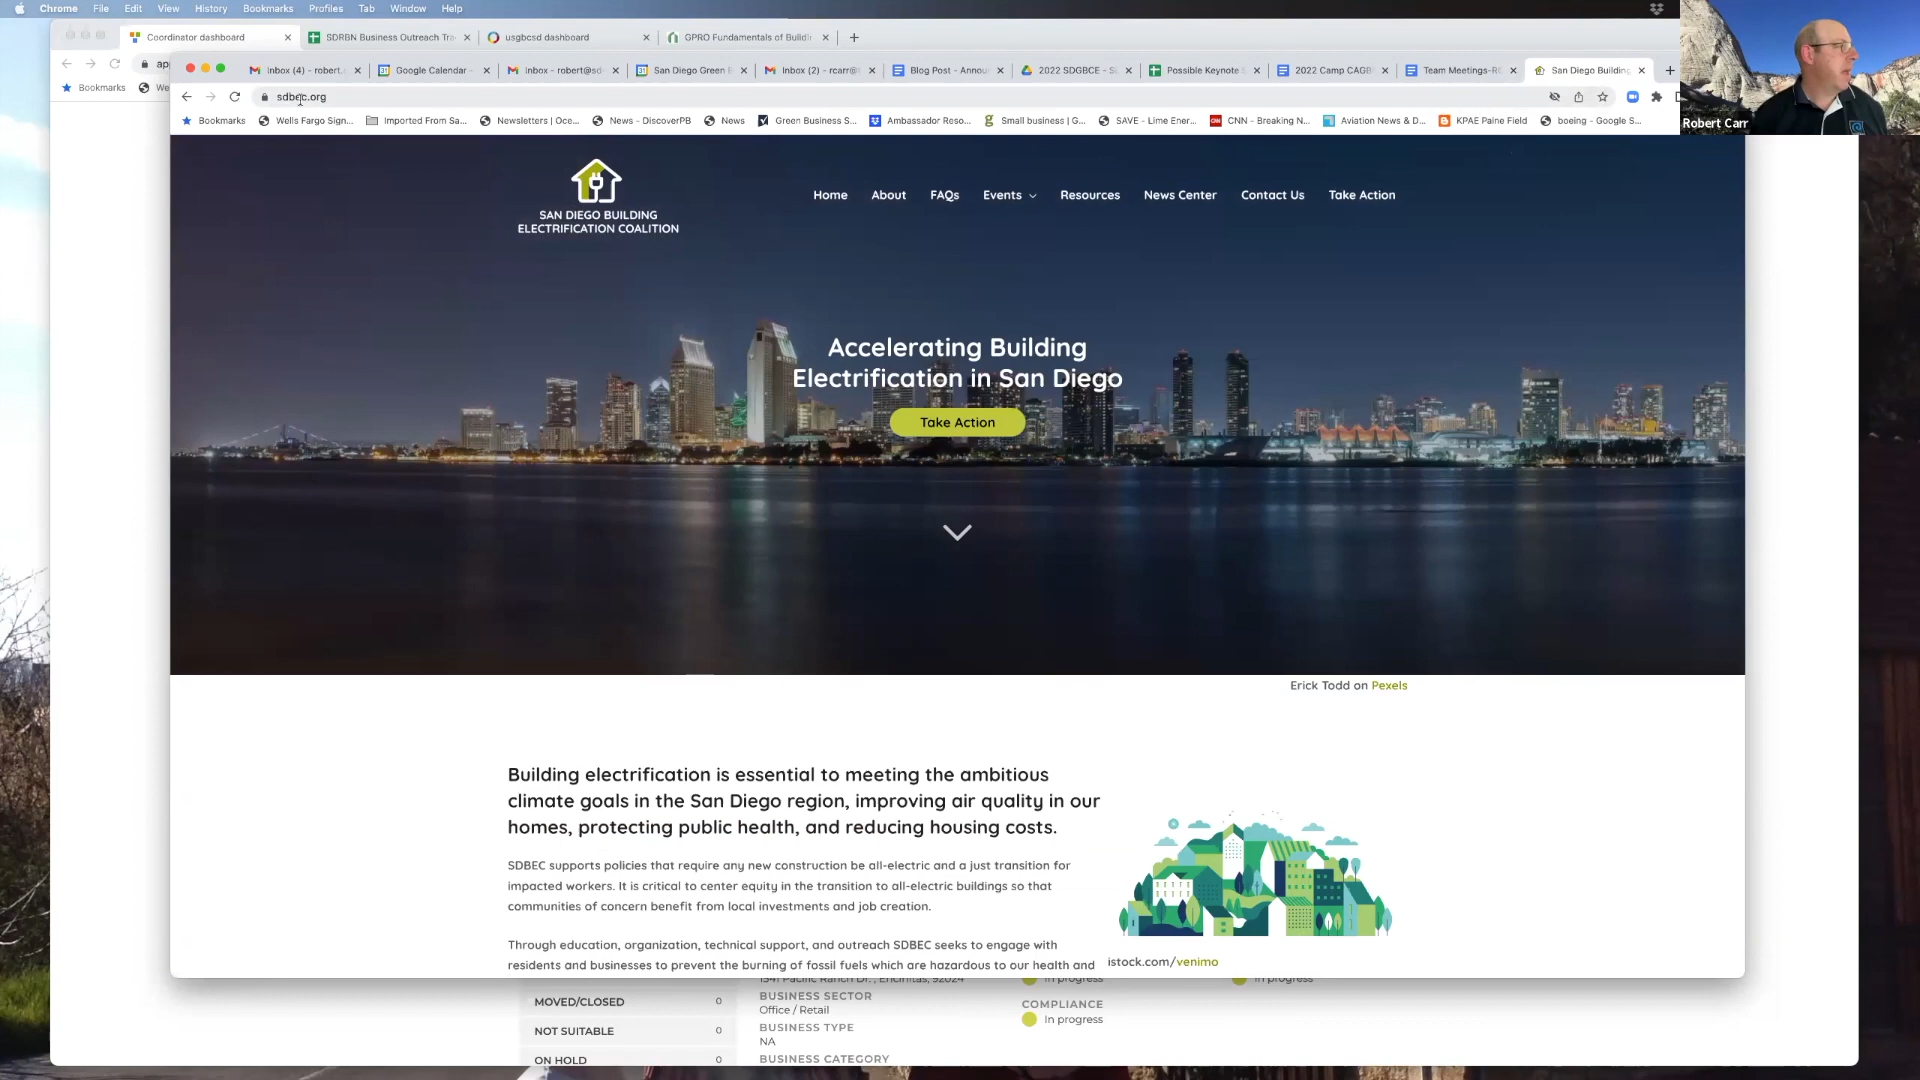 Chrome File Edit View History Bookmarks Profiles Tab Window Help
Coordinator dashboard SDRBN Business Outreach Tra usgbcsd dashboard GPRO Fundamentals of Buildi
Inbox (4) - robert. Google Calendar - Inbox - robert@sd San Diego Green B Inbox (2) - rcarr@ Blog Post - Annou 2022 SDGBCE - S Possible Keynote S 2022 Camp CAGB Team Meetings-R San Diego Building
ap
sdbec.org
Bookmarks We
Bookmarks Wells Fargo Sign... Imported From Sa... Newsletters | Oce... News - DiscoverPB News Green Business S... Ambassador Reso... Small business | G... SAVE - Lime Ener... CNN - Breaking N... Aviation News & D... KPAE Paine Field boeing - Google S...
Robert Carr
SAN DIEGO BUILDING
ELECTRIFICATION COALITION
Home About FAQs Events Resources News Center Contact Us Take Action
Accelerating Building
Electrification in San Diego
Take Action
Erick Todd on Pexels
Building electrification is essential to meeting the ambitious
climate goals in the San Diego region, improving air quality in our
homes, protecting public health, and reducing housing costs.
SDBEC supports policies that require any new construction be all-electric and a just transition for
impacted workers. It is critical to center equity in the transition to all-electric buildings so that
communities of concern benefit from local investments and job creation.
Through education, organization, technical support, and outreach SDBEC seeks to engage with
residents and businesses to prevent the burning of fossil fuels which are hazardous to our health and
istock.com/venimo
Pacific Ranch Dr., Encinitas, 92024 In progress In progress
MOVED/CLOSED 0
BUSINESS SECTOR
Office / Retail
COMPLIANCE
In progress
NOT SUITABLE 0
BUSINESS TYPE
NA
ON HOLD 0
BUSINESS CATEGORY